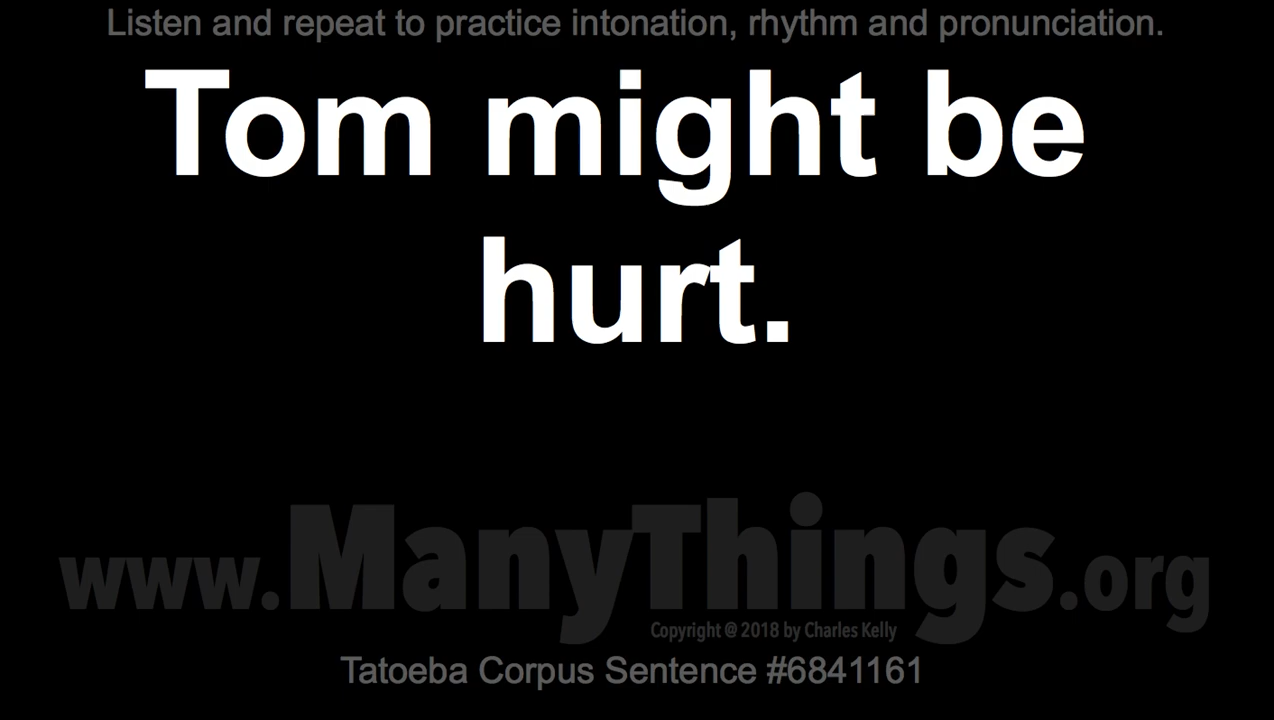 Listen and repeat to practice intonation, rhythm and pronunciation.
Tom might be
hurt.
www.ManyThings.org
Copyright @ 2018 by Charles Kelly
Tatoeba Corpus Sentence #6841161